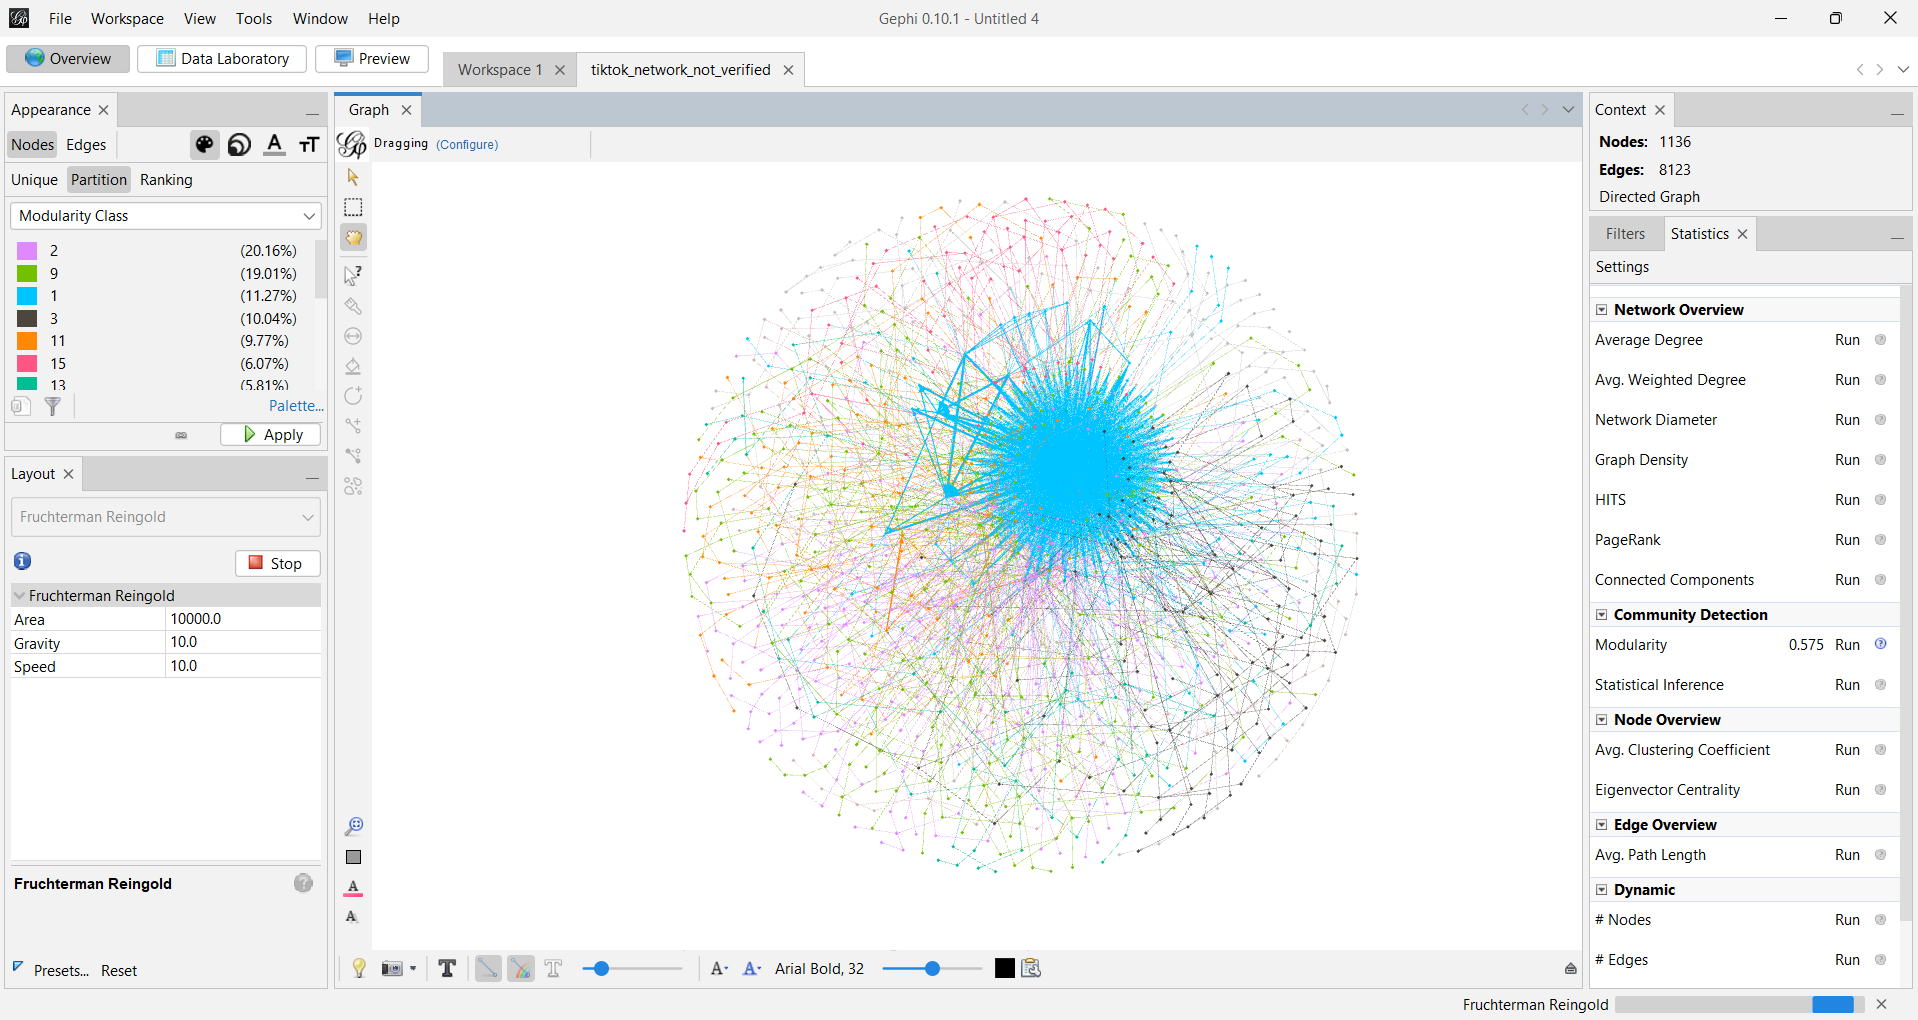 File Workspace View Tools Window Help
Gephi 0.10.1 - Untitled 4
Overview Data Laboratory Preview
Workspace 1 tiktok_network_not_verified
Appearance
Nodes Edges
Unique Partition Ranking
Modularity Class
2 (20.16%)
9 (19.01%)
1 (11.27%)
3 (10.04%)
11 (9.77%)
15 (6.07%)
13 (5.81%)
Palette...
Apply
Layout
Fruchterman Reingold
Stop
Fruchterman Reingold
Area 10000.0
Gravity 10.0
Speed 10.0
Fruchterman Reingold
Presets... Reset
Graph
Dragging (Configure)
Arial Bold, 32
Context
Nodes: 1136
Edges: 8123
Directed Graph
Filters Statistics
Settings
Network Overview
Average Degree Run
Avg. Weighted Degree Run
Network Diameter Run
Graph Density Run
HITS Run
PageRank Run
Connected Components Run
Community Detection
Modularity 0.575 Run
Statistical Inference Run
Node Overview
Avg. Clustering Coefficient Run
Eigenvector Centrality Run
Edge Overview
Avg. Path Length Run
Dynamic
# Nodes Run
# Edges Run
Fruchterman Reingold